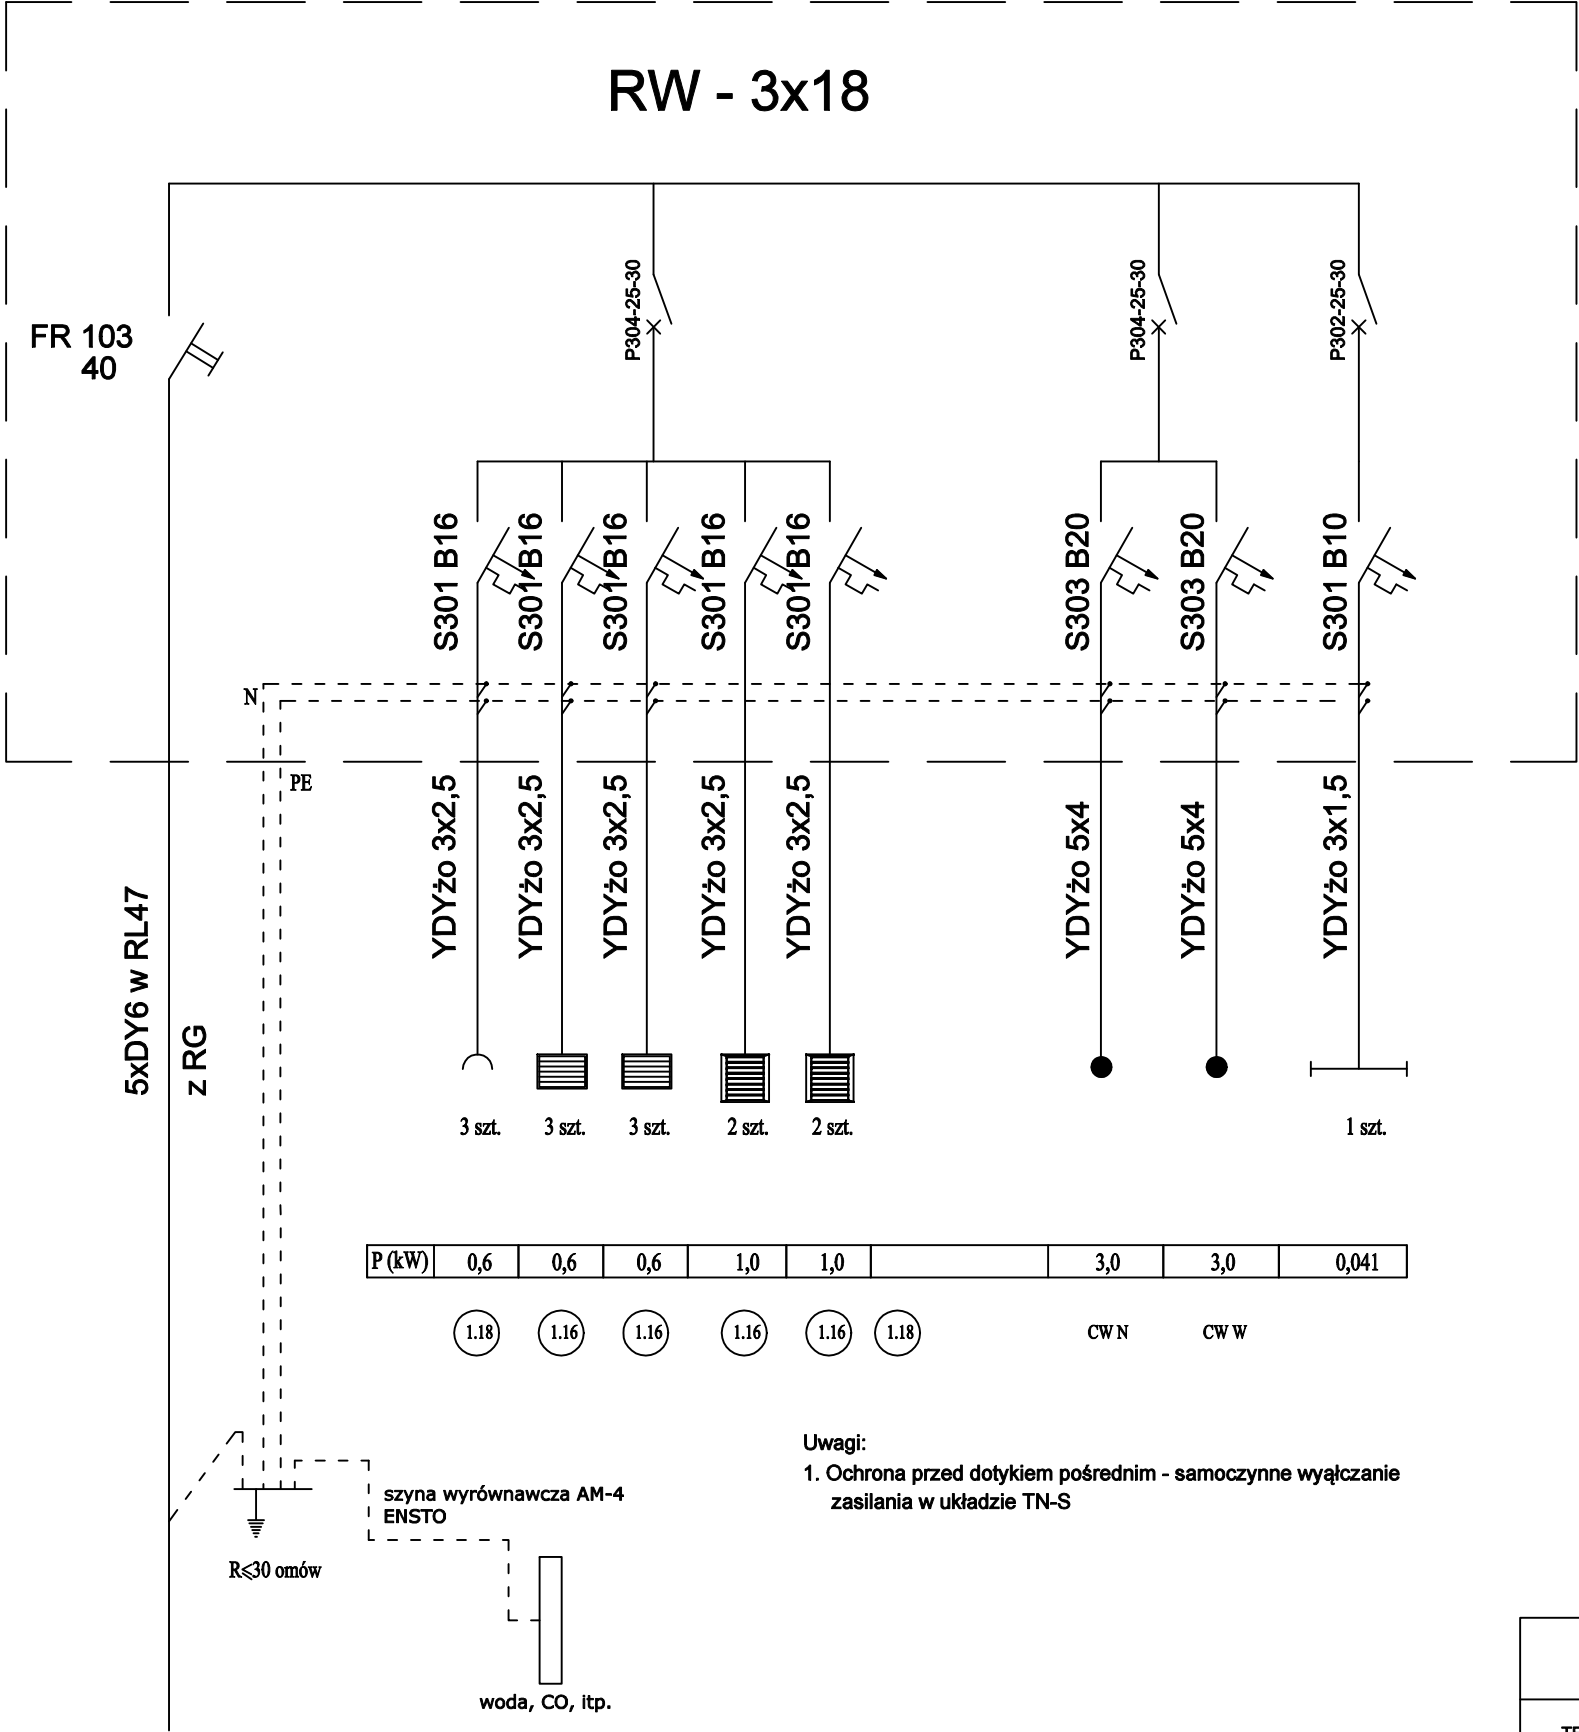 RW - 3x18
FR 103
40
P304-25-30
P304-25-30
P302-25-30
S301 B16
S301 B16
S301 B16
S301 B16
S301 B16
S303 B20
S303 B20
S301 B10
N
PE
YDYżo 3x2,5
YDYżo 3x2,5
YDYżo 3x2,5
YDYżo 3x2,5
YDYżo 3x2,5
YDYżo 5x4
YDYżo 5x4
YDYżo 3x1,5
5xDY6 w RL47
z RG
3 szt.
3 szt.
3 szt.
2 szt.
2 szt.
1 szt.
P (kW) 0,6 0,6 0,6 1,0 1,0 3,0 3,0 0,041
1.18 1.16 1.16 1.16 1.16 1.18 CW N CW W
Uwagi:
1. Ochrona przed dotykiem pośrednim - samoczynne wyąłczanie
zasilania w układzie TN-S
szyna wyrównawcza AM-4
ENSTO
R⩽30 omów
woda, CO, itp.